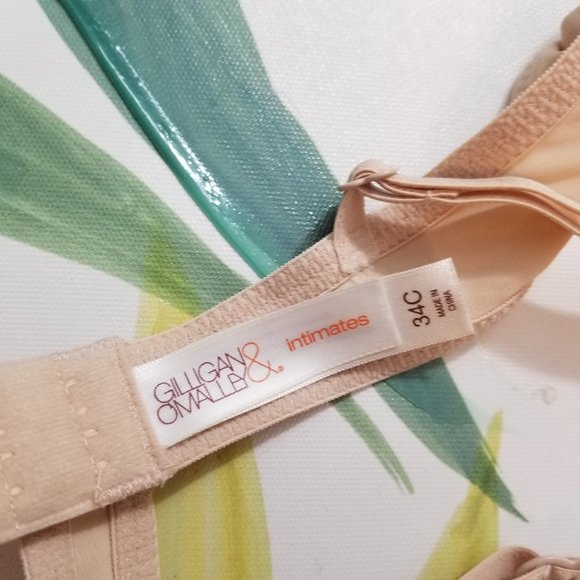 GILLIGAN
& O'MALLEY®
intimates
34C
MADE IN
CHINA